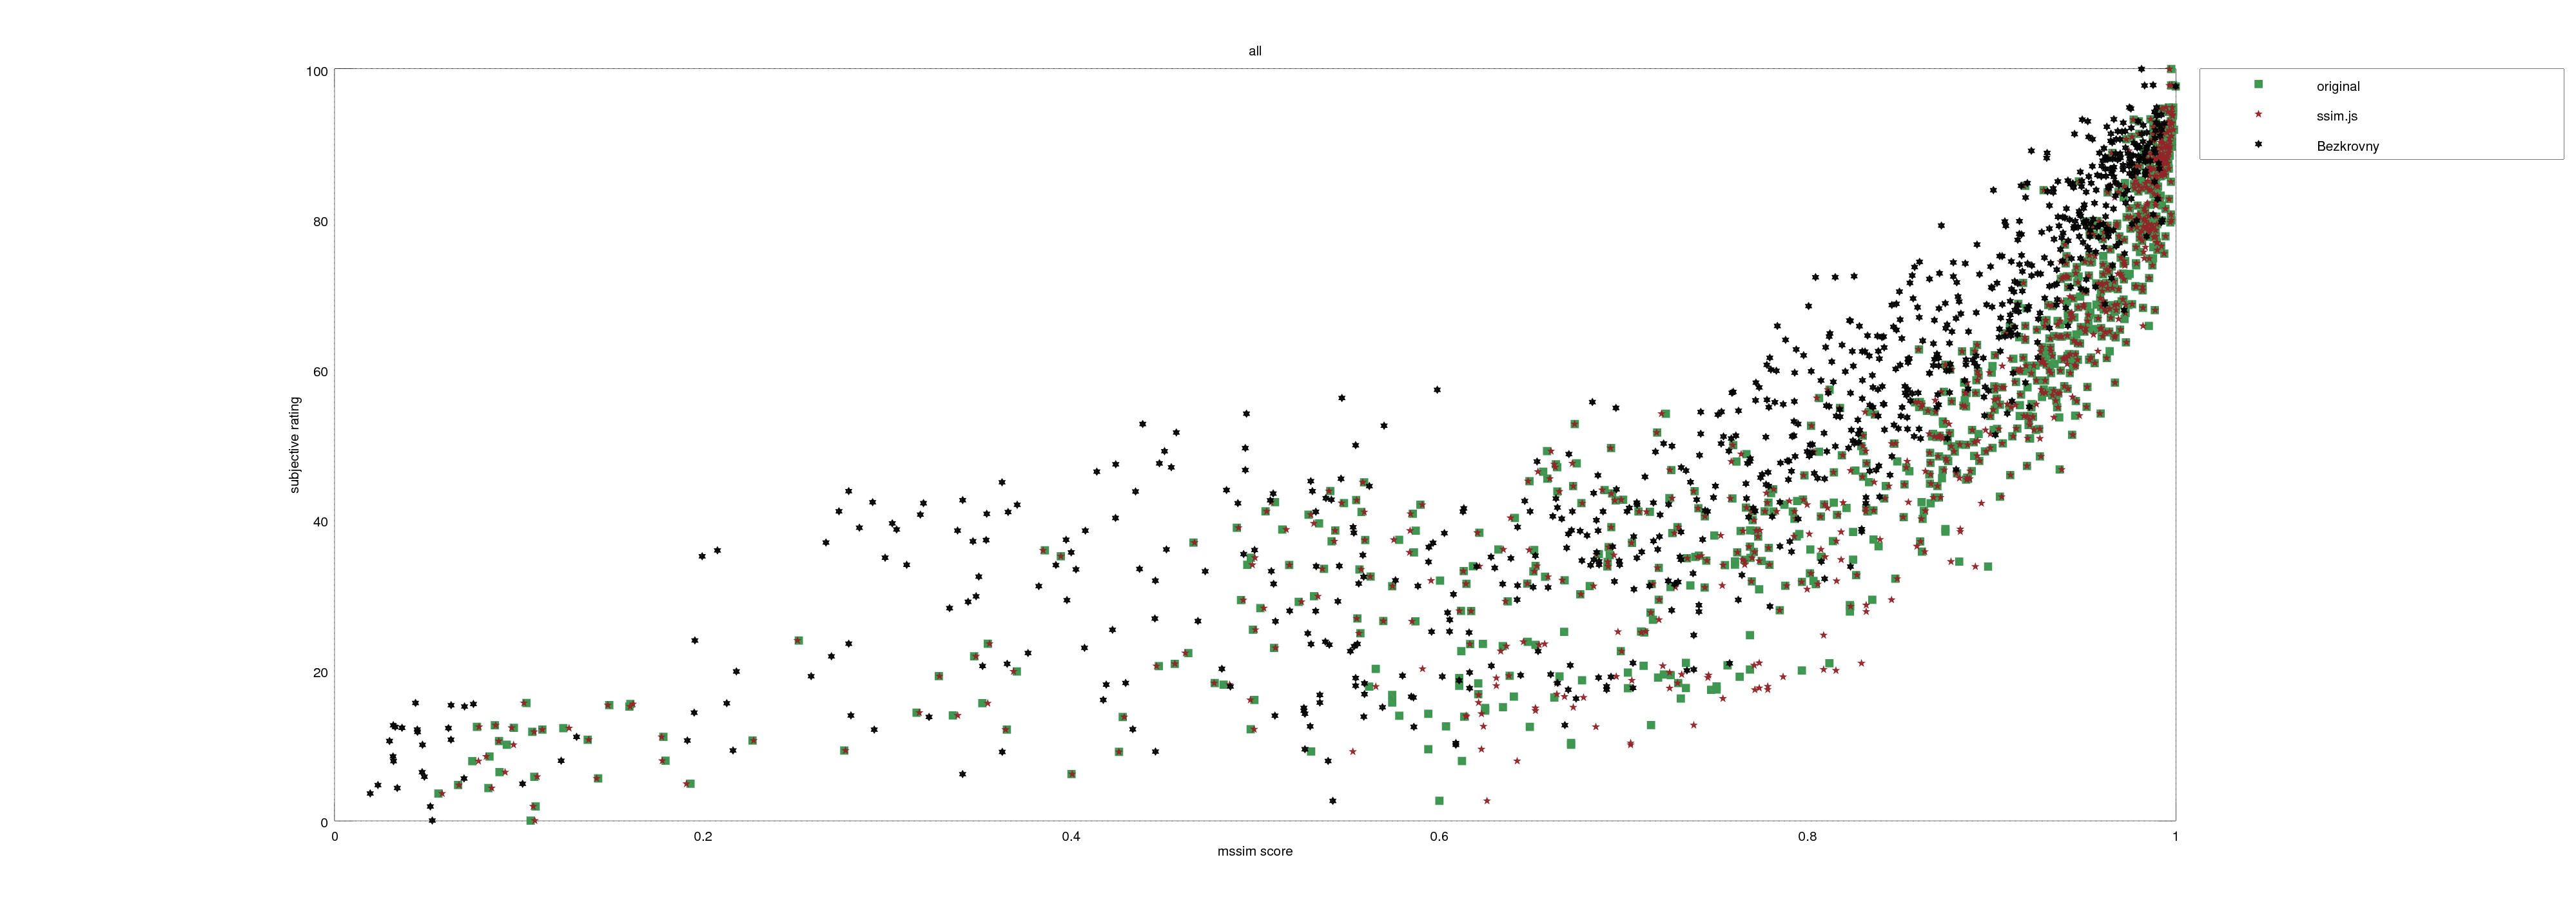 all
100
80
60
40
20
0
subjective rating
0 0.2 0.4 0.6 0.8 1
mssim score
original
ssim.js
Bezkrovny